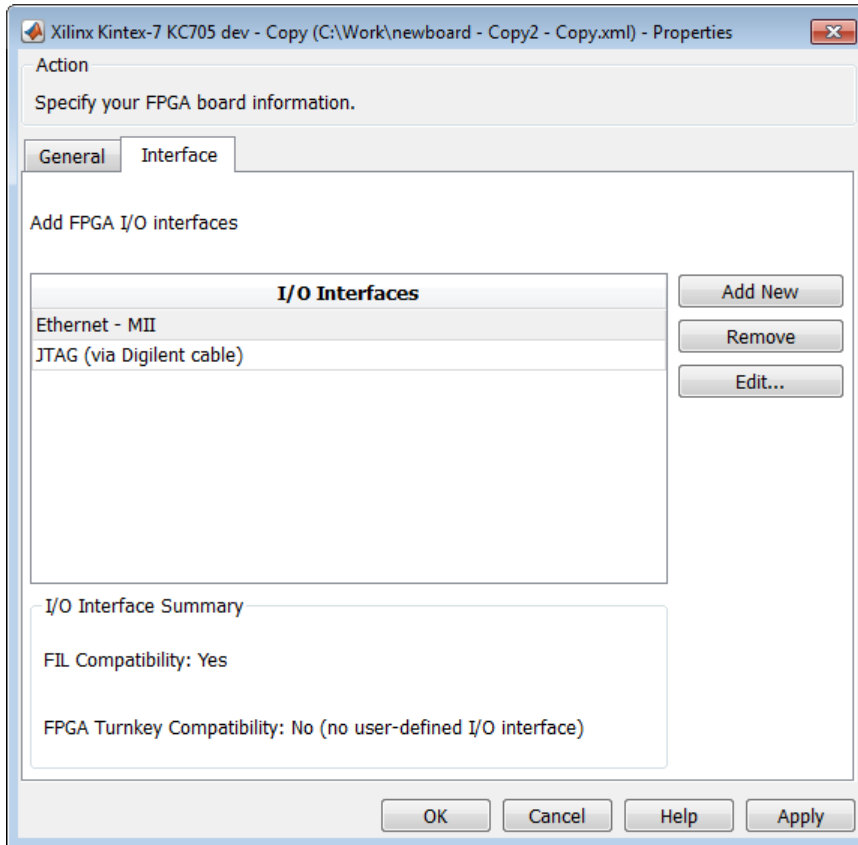 Xilinx Kintex-7 KC705 dev - Copy (C:\Work\newboard - Copy2 - Copy.xml) - Properties
Action
Specify your FPGA board information.
General Interface
Add FPGA I/O interfaces
I/O Interfaces
Ethernet - MII
JTAG (via Digilent cable)
Add New
Remove
Edit...
I/O Interface Summary
FIL Compatibility: Yes
FPGA Turnkey Compatibility: No (no user-defined I/O interface)
OK Cancel Help Apply